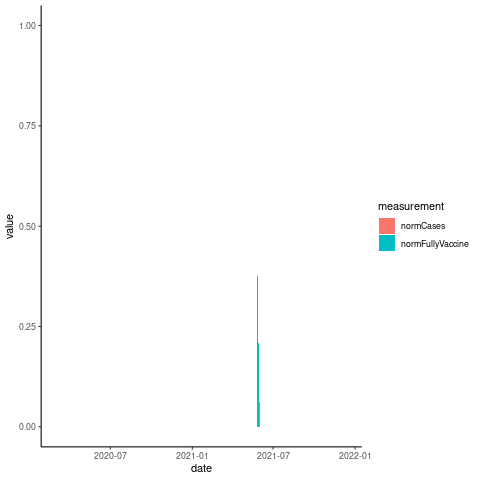 1.00
0.75
0.50
0.25
0.00
value
2020-07
2021-01
2021-07
2022-01
date
measurement
normCases
normFullyVaccine